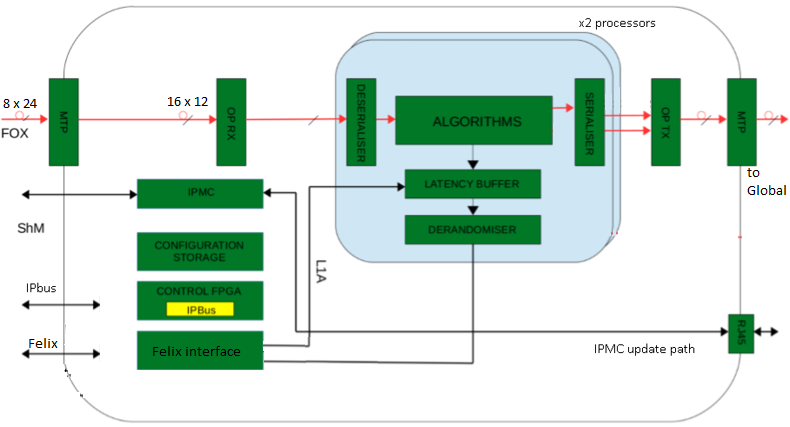 x2 processors
8 x 24
FOX
MTP
16 x 12
OP RX
DESERIALISER
ALGORITHMS
SERIALISER
OP TX
MTP
to
Global
LATENCY BUFFER
DERANDOMISER
IPMC
ShM
CONFIGURATION
STORAGE
L1A
IPbus
CONTROL FPGA
IPBus
Felix
Felix interface
IPMC update path
RJ45